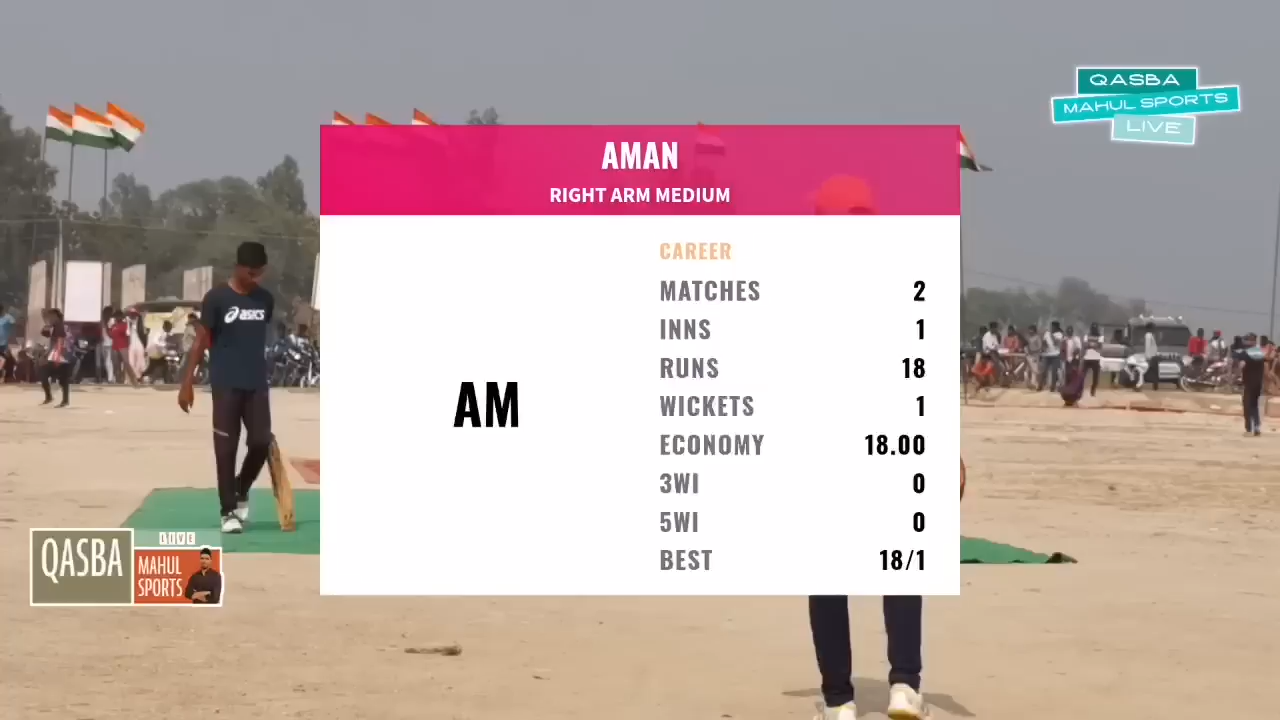 QASBA
MAHUL SPORTS
LIVE
AMAN
RIGHT ARM MEDIUM
AM
CAREER
MATCHES 2
INNS 1
RUNS 18
WICKETS 1
ECONOMY 18.00
3WI 0
5WI 0
BEST 18/1
asics
LIVE
QASBA
MAHUL
SPORTS